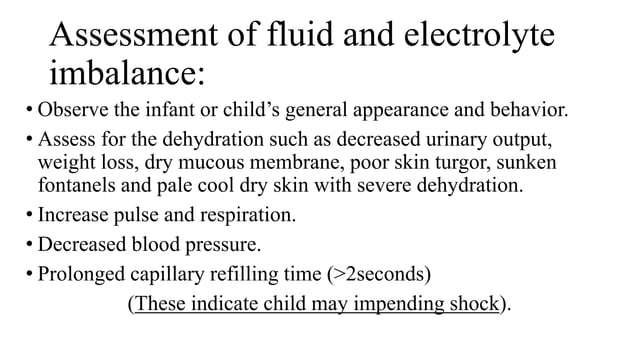 Assessment of fluid and electrolyte
imbalance:
• Observe the infant or child’s general appearance and behavior.
• Assess for the dehydration such as decreased urinary output,
weight loss, dry mucous membrane, poor skin turgor, sunken
fontanels and pale cool dry skin with severe dehydration.
• Increase pulse and respiration.
• Decreased blood pressure.
• Prolonged capillary refilling time (>2seconds)
(These indicate child may impending shock).